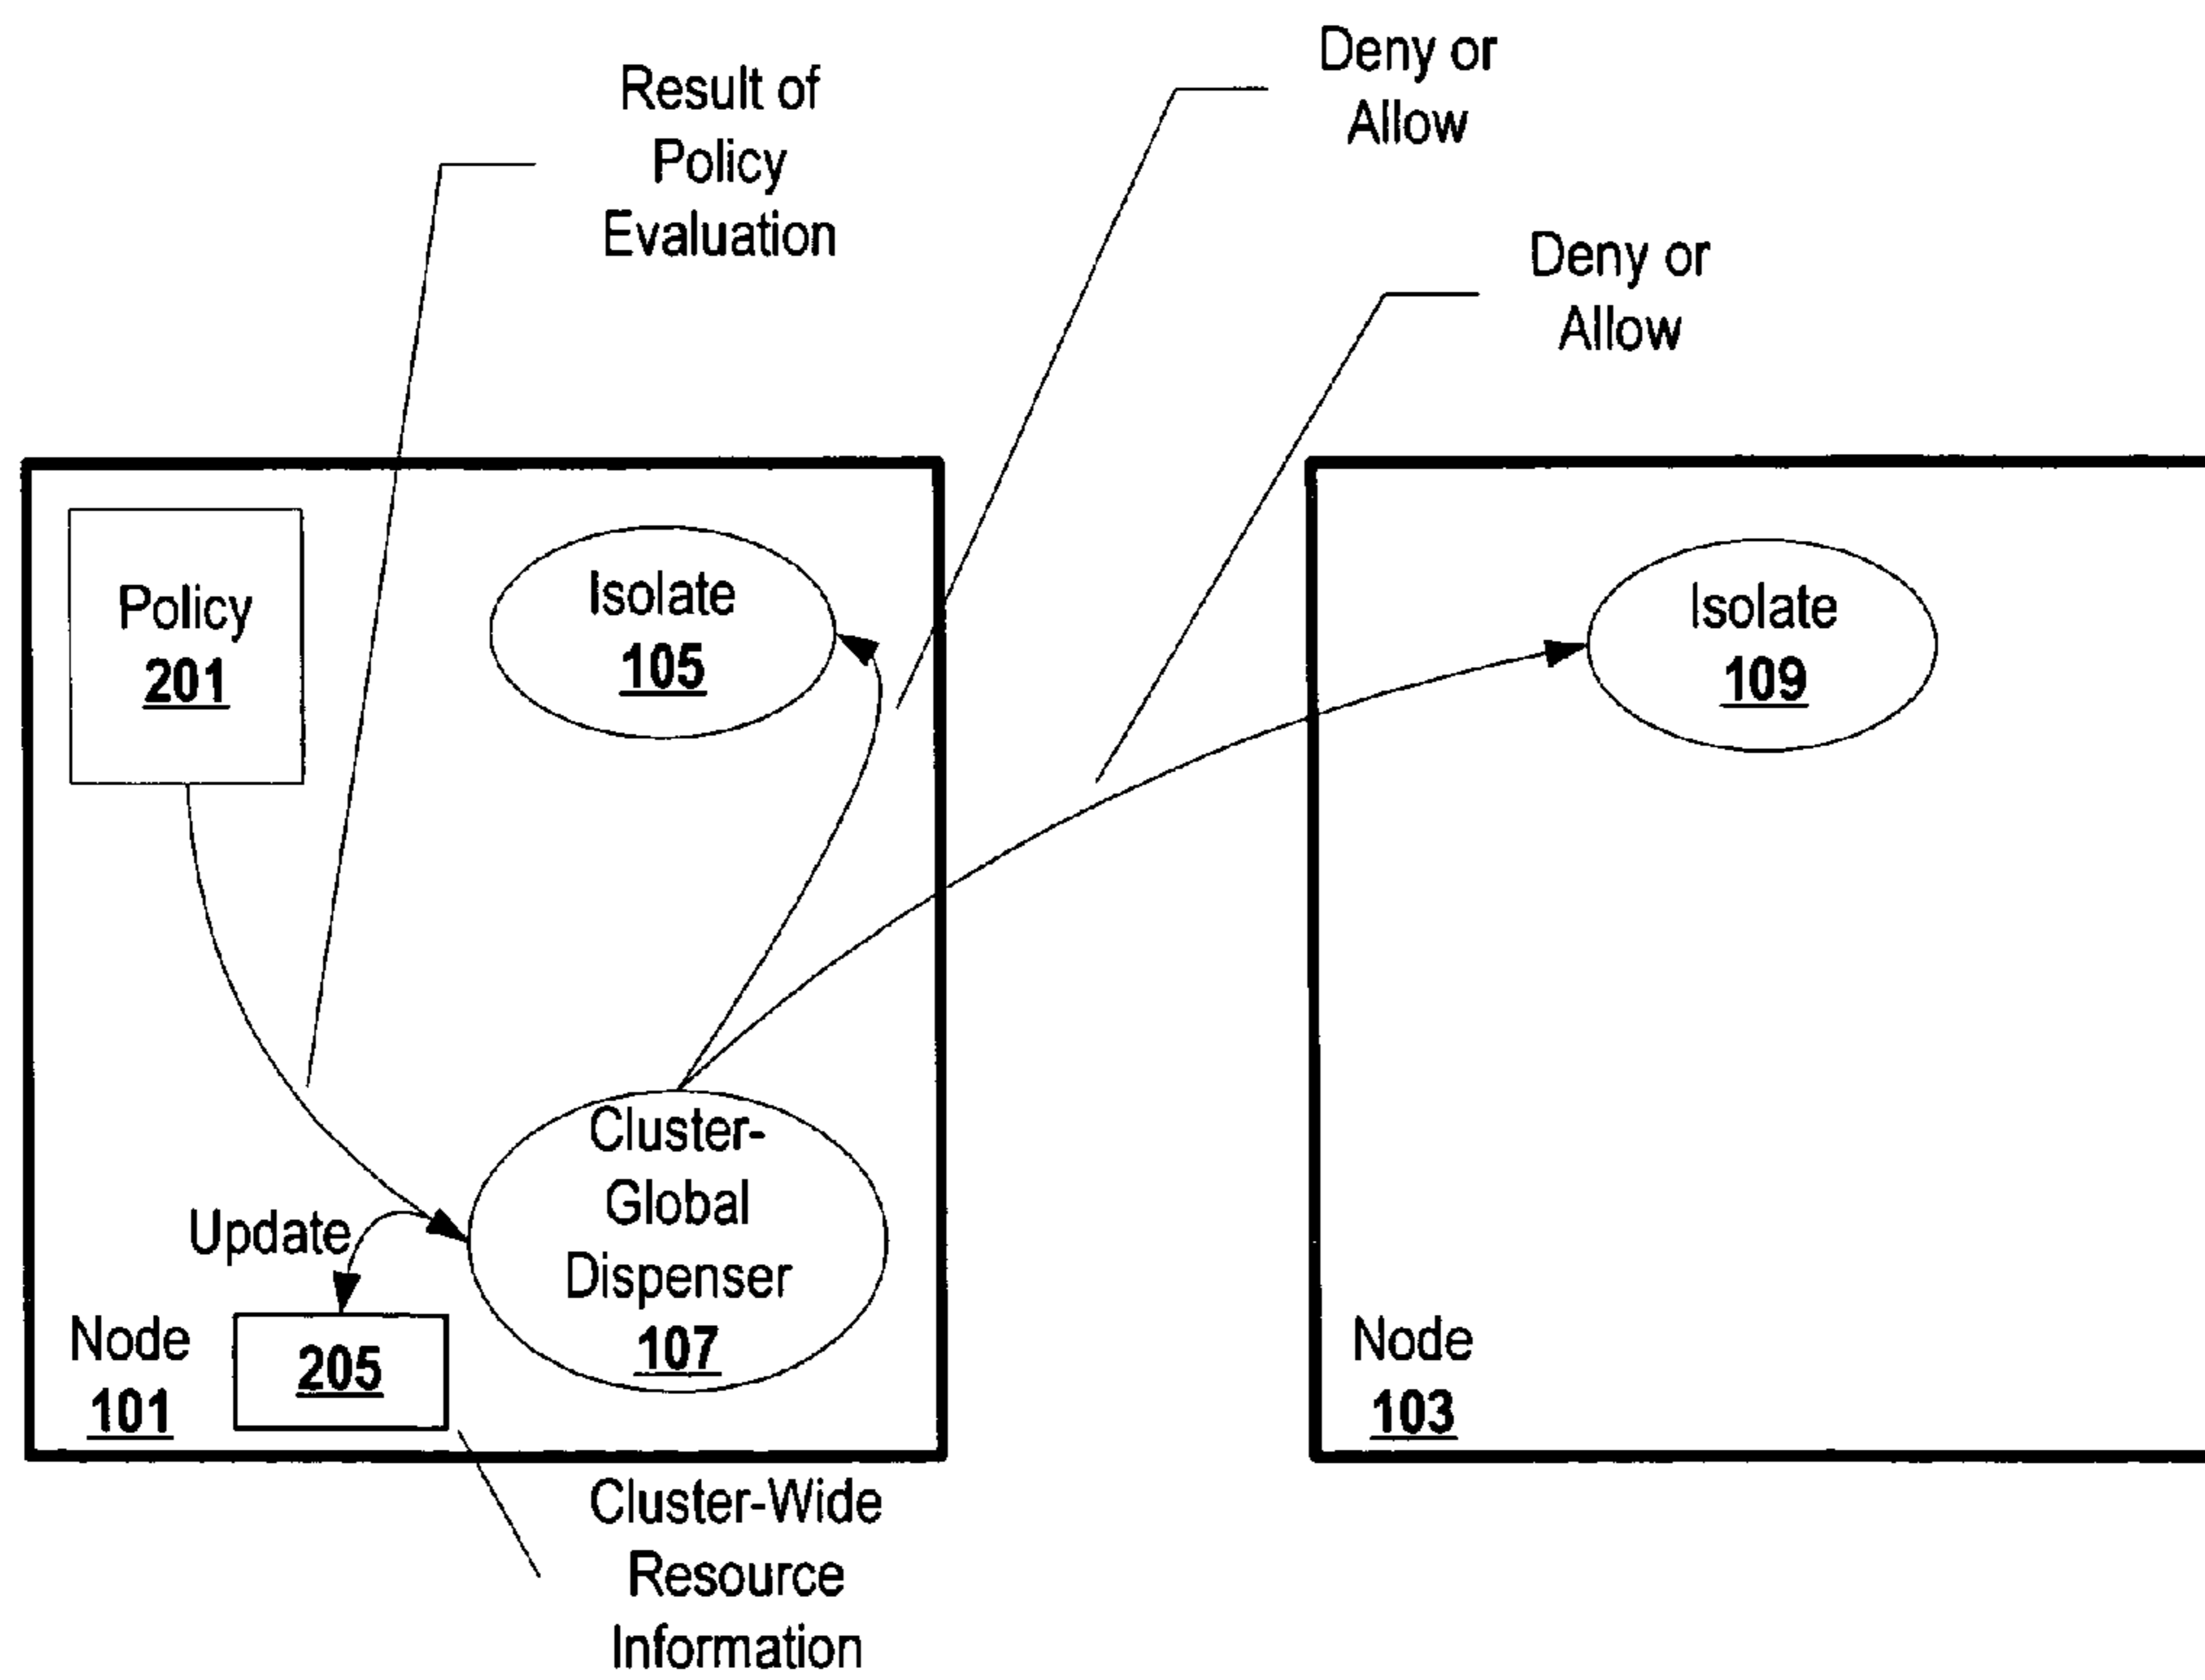 Deny or
Allow
Result of
Policy
Evaluation
Deny or
Allow
Policy
201
Isolate
105
Isolate
109
Cluster-
Global
Dispenser
107
Update
205
Node
101
Node
103
Cluster-Wide
Resource
Information